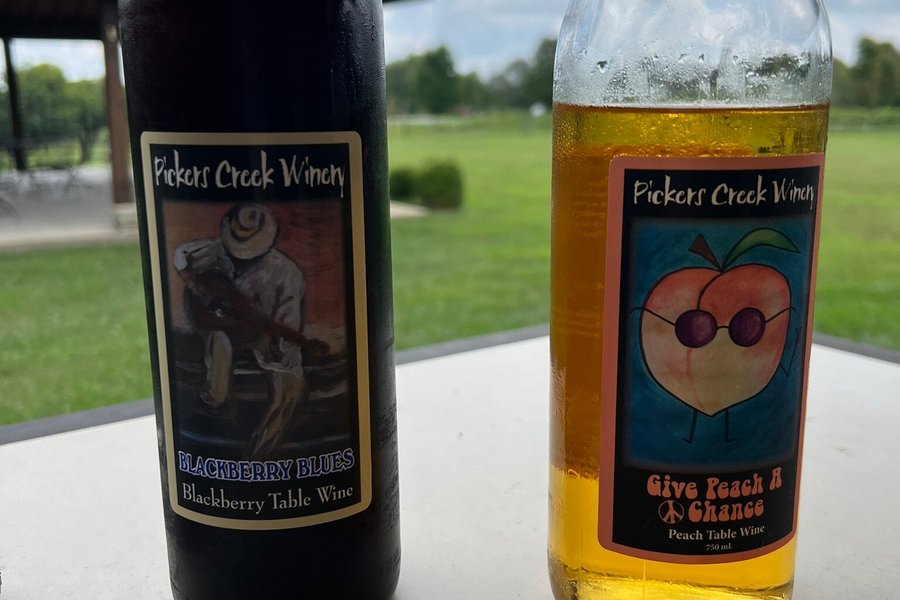 Pickers Creek Winery
BLACKBERRY BLUES
Blackberry Table Wine
Pickers Creek Winery
Give Peach A
Chance
Peach Table Wine
750 mL